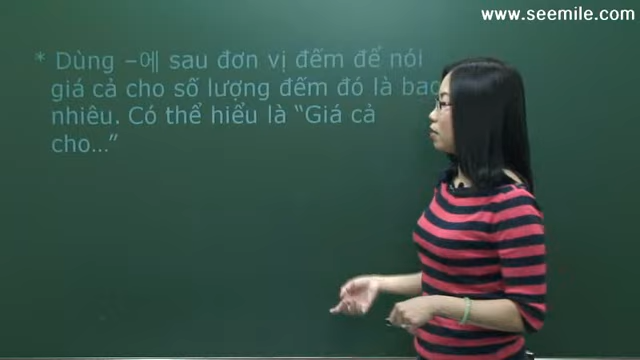 www.seemile.com
* Dùng –에 sau đơn vị đếm để nói
giá cả cho số lượng đếm đó là bao
nhiêu. Có thể hiểu là “Giá cả
cho...”